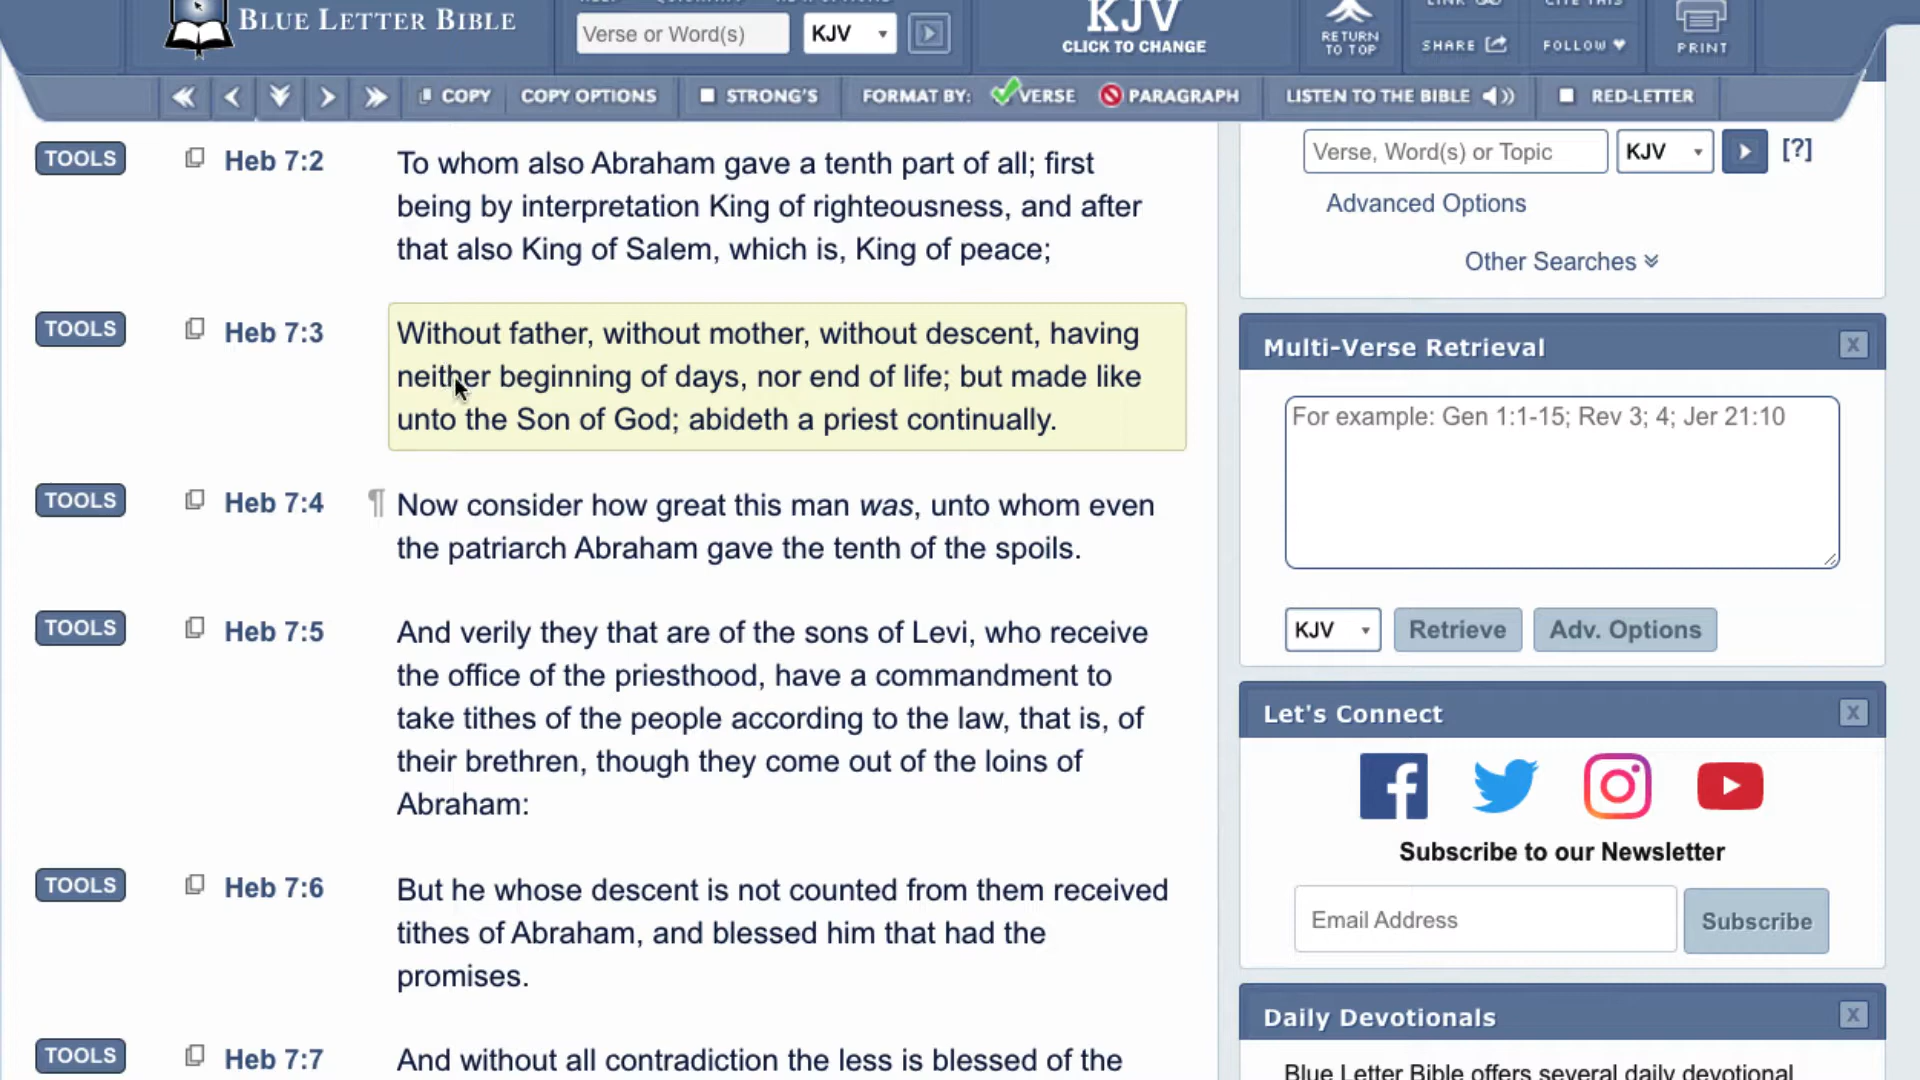 BLUE LETTER BIBLE
Verse or Word(s)
KJV
KJV
CLICK TO CHANGE
RETURN
TO TOP
SHARE
CITE THIS
FOLLOW
PRINT
COPY
COPY OPTIONS
STRONG'S
FORMAT BY:
VERSE
PARAGRAPH
LISTEN TO THE BIBLE
RED-LETTER
TOOLS
Heb 7:2
To whom also Abraham gave a tenth part of all; first
being by interpretation King of righteousness, and after
that also King of Salem, which is, King of peace;
TOOLS
Heb 7:3
Without father, without mother, without descent, having
neither beginning of days, nor end of life; but made like
unto the Son of God; abideth a priest continually.
TOOLS
Heb 7:4
¶ Now consider how great this man was, unto whom even
the patriarch Abraham gave the tenth of the spoils.
TOOLS
Heb 7:5
And verily they that are of the sons of Levi, who receive
the office of the priesthood, have a commandment to
take tithes of the people according to the law, that is, of
their brethren, though they come out of the loins of
Abraham:
TOOLS
Heb 7:6
But he whose descent is not counted from them received
tithes of Abraham, and blessed him that had the
promises.
TOOLS
Heb 7:7
And without all contradiction the less is blessed of the
Verse, Word(s) or Topic
KJV
[?]
Advanced Options
Other Searches
Multi-Verse Retrieval
X
For example: Gen 1:1-15; Rev 3; 4; Jer 21:10
KJV
Retrieve
Adv. Options
Let's Connect
X
Subscribe to our Newsletter
Email Address
Subscribe
Daily Devotionals
X
Blue Letter Bible offers several daily devotional